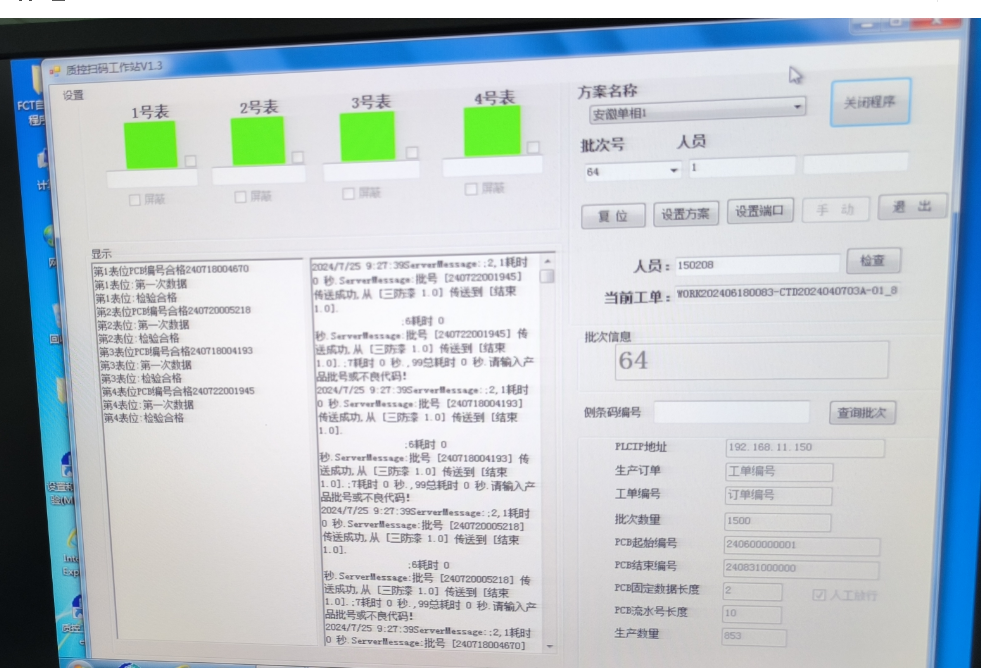 质控扫码工作站V1.3
设置
1号表
2号表
3号表
4号表
屏蔽
屏蔽
屏蔽
屏蔽
方案名称
安徽单相1
关闭程序
批次号
人员
64
1
复 位
设置方案
设置端口
手 动
退 出
显示
第1表位PCB编号合格240718004670
第1表位:第一次数据
第1表位:检验合格
第2表位PCB编号合格240720005218
第2表位:第一次数据
第2表位:检验合格
第3表位PCB编号合格240718004193
第3表位:第一次数据
第3表位:检验合格
第4表位PCB编号合格240722001945
第4表位:第一次数据
第4表位:检验合格
2024/7/25 9:27:39ServerMessage:;2,1耗时
0 秒.ServerMessage:批号 [240722001945]
传送成功,从 [三防漆 1.0] 传送到 [结束
1.0].
;6耗时 0
秒.ServerMessage:批号 [240722001945] 传
送成功,从 [三防漆 1.0] 传送到 [结束
1.0].;7耗时 0 秒.,99总耗时 0 秒.请输入产
品批号或不良代码!
2024/7/25 9:27:39ServerMessage:;2,1耗时
0 秒.ServerMessage:批号 [240718004193]
传送成功,从 [三防漆 1.0] 传送到 [结束
1.0].
;6耗时 0
秒.ServerMessage:批号 [240718004193] 传
送成功,从 [三防漆 1.0] 传送到 [结束
1.0].;7耗时 0 秒.,99总耗时 0 秒.请输入产
品批号或不良代码!
2024/7/25 9:27:39ServerMessage:;2,1耗时
0 秒.ServerMessage:批号 [240720005218]
传送成功,从 [三防漆 1.0] 传送到 [结束
1.0].
;6耗时 0
秒.ServerMessage:批号 [240720005218] 传
送成功,从 [三防漆 1.0] 传送到 [结束
1.0].;7耗时 0 秒.,99总耗时 0 秒.请输入产
品批号或不良代码!
2024/7/25 9:27:39ServerMessage:;2,1耗时
0 秒.ServerMessage:批号 [240718004670]
人员: 150208
检查
当前工单: WORK202406180083-CTD2024040703A-01_8
批次信息
64
侧条码编号
查询批次
PLCIP地址 192.168.11.150
生产订单 工单编号
工单编号 订单编号
批次数量 1500
PCB起始编号 240600000001
PCB结束编号 240831000000
PCB固定数据长度 2
人工放行
PCB流水号长度 10
生产数量 853
FCT自